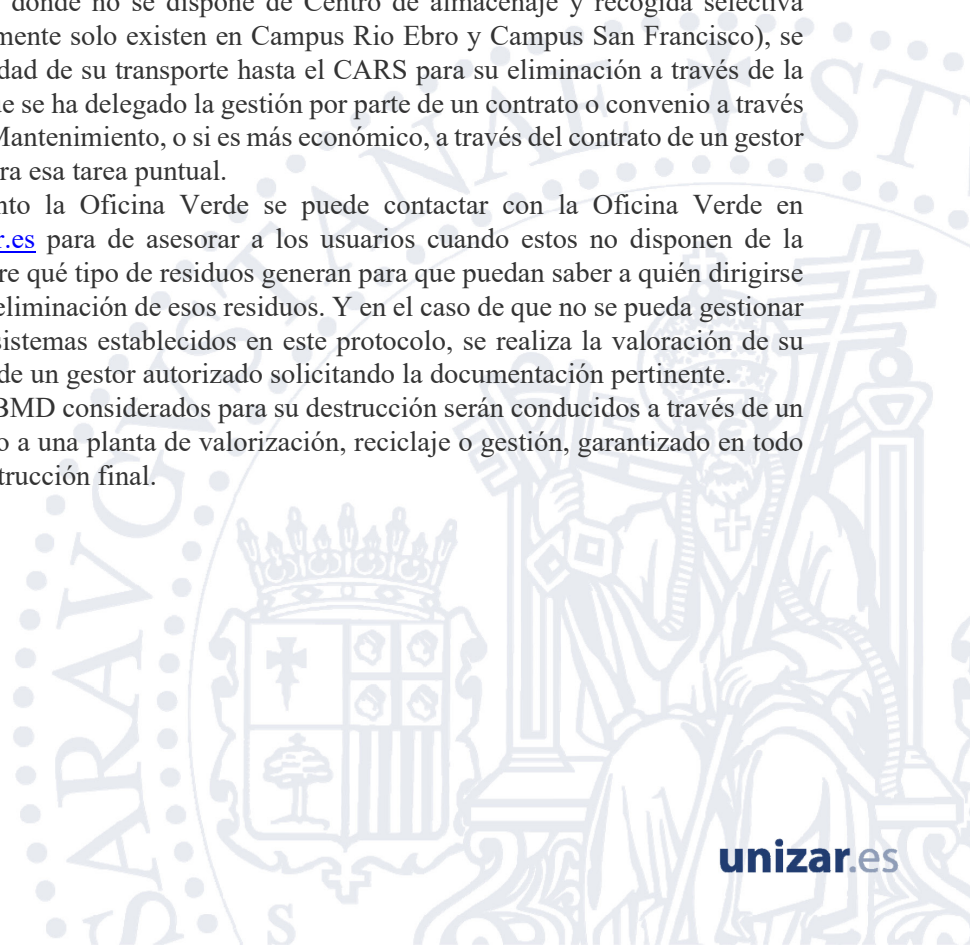 donde no se dispone de Centro de almacenaje y recogida selectiva
mente solo existen en Campus Rio Ebro y Campus San Francisco), se
dad de su transporte hasta el CARS para su eliminación a través de la
ue se ha delegado la gestión por parte de un contrato o convenio a través
Mantenimiento, o si es más económico, a través del contrato de un gestor
ra esa tarea puntual.
nto la Oficina Verde se puede contactar con la Oficina Verde en
r.es para de asesorar a los usuarios cuando estos no disponen de la
re qué tipo de residuos generan para que puedan saber a quién dirigirse
eliminación de esos residuos. Y en el caso de que no se pueda gestionar
sistemas establecidos en este protocolo, se realiza la valoración de su
de un gestor autorizado solicitando la documentación pertinente.
BMD considerados para su destrucción serán conducidos a través de un
o a una planta de valorización, reciclaje o gestión, garantizado en todo
trucción final.
SARAVGVSTANAE
ST
S
unizar.es